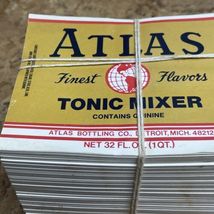 ATLAS
Finest Flavors
TONIC MIXER
CONTAINS QUININE
ATLAS BOTTLING CO., DETROIT, MICH. 48212
NET 32 FL. OZ. (1 QT.)